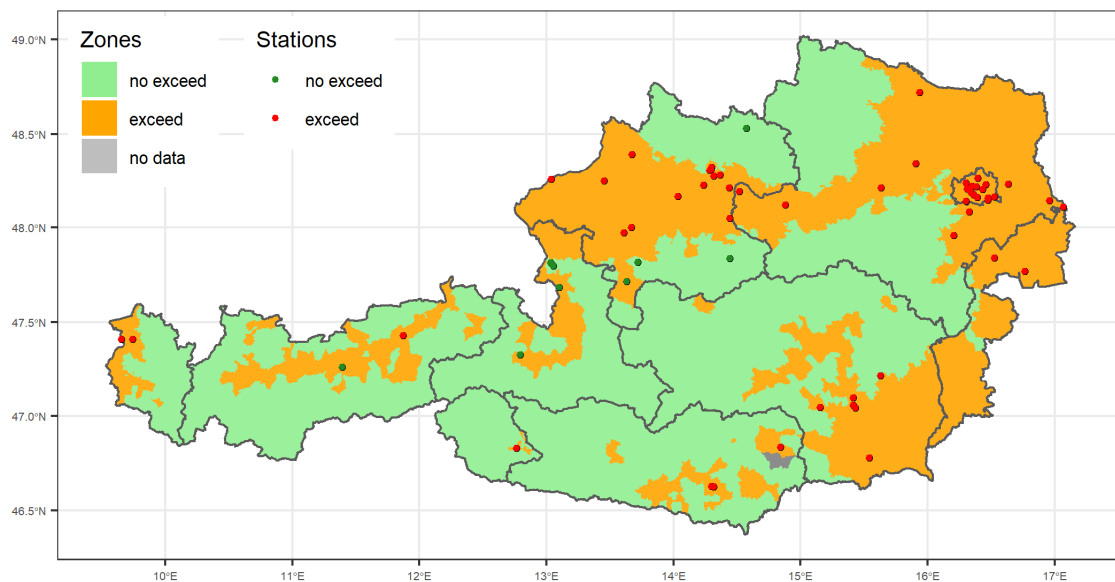 Zones
no exceed
exceed
no data
Stations
no exceed
exceed
49.0°N
48.5°N
48.0°N
47.5°N
47.0°N
46.5°N
10°E 11°E 12°E 13°E 14°E 15°E 16°E 17°E